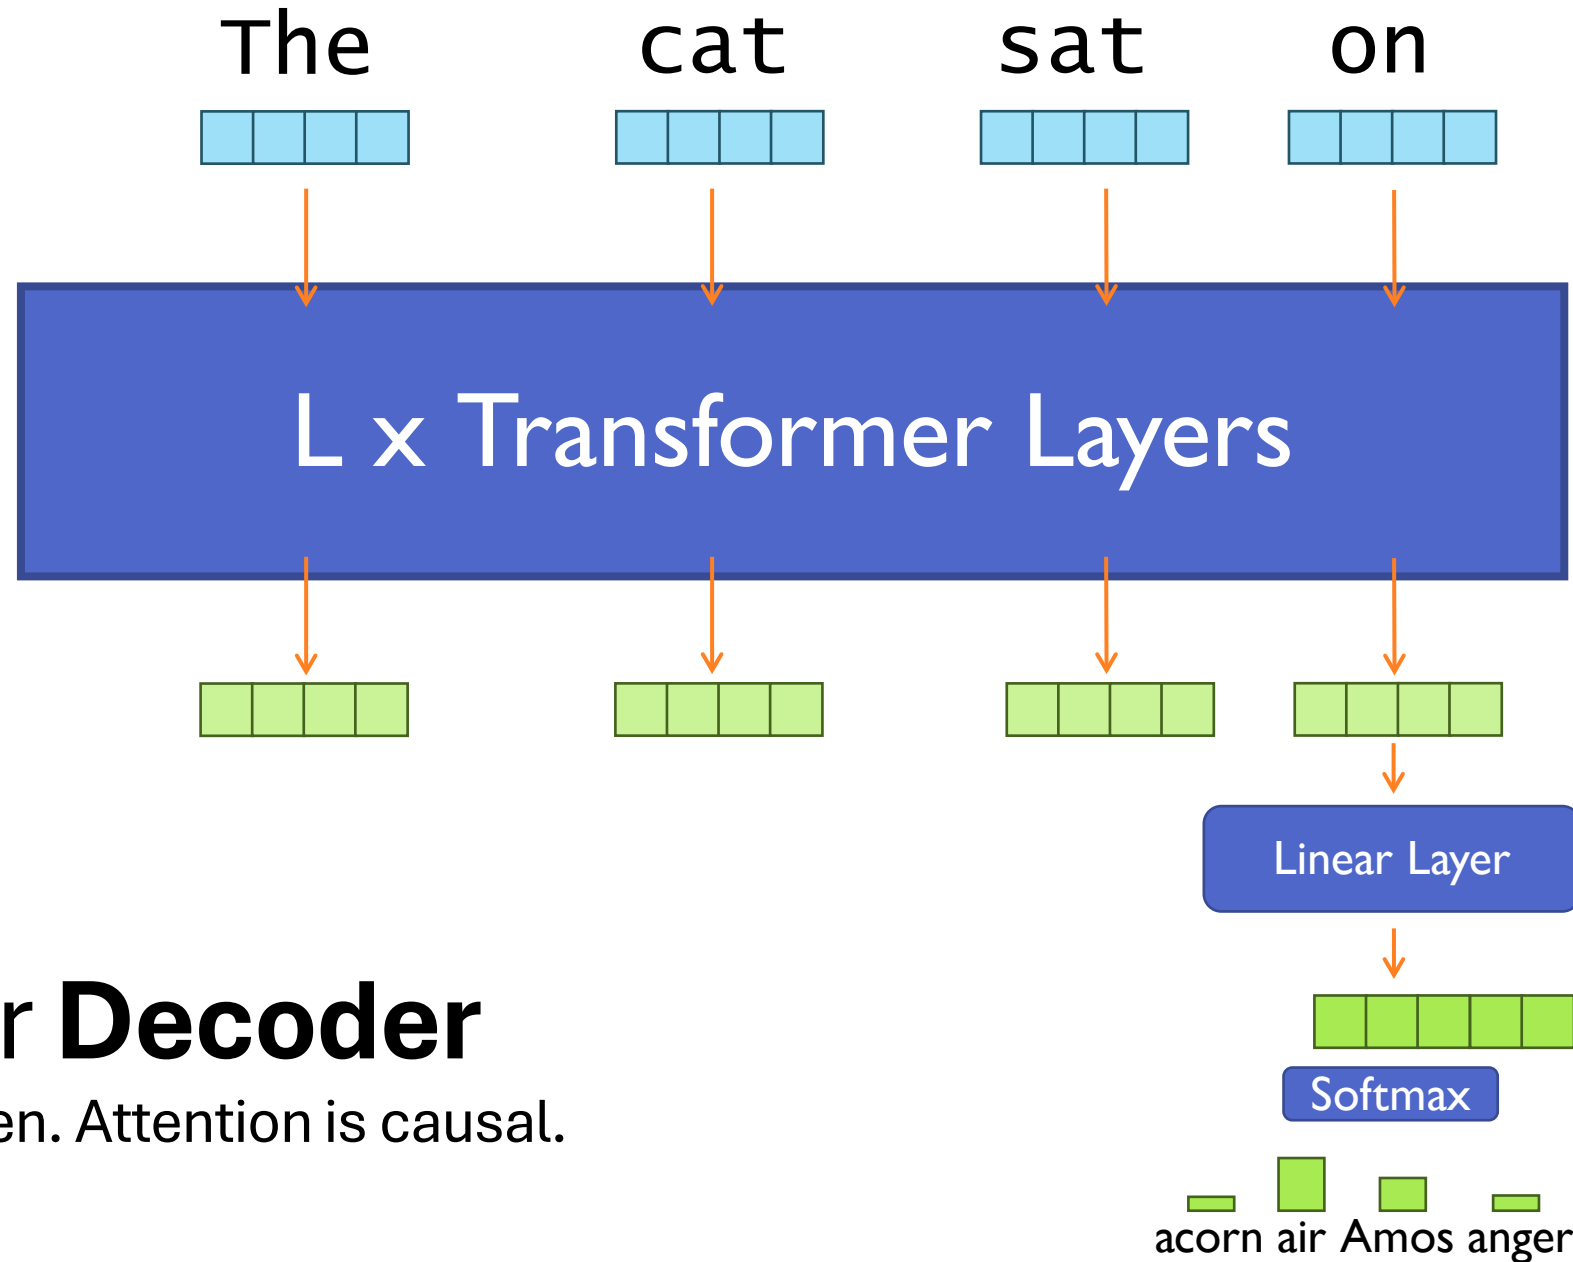 The cat sat on
L x Transformer Layers
Linear Layer
r Decoder
en. Attention is causal.
Softmax
acorn air Amos anger